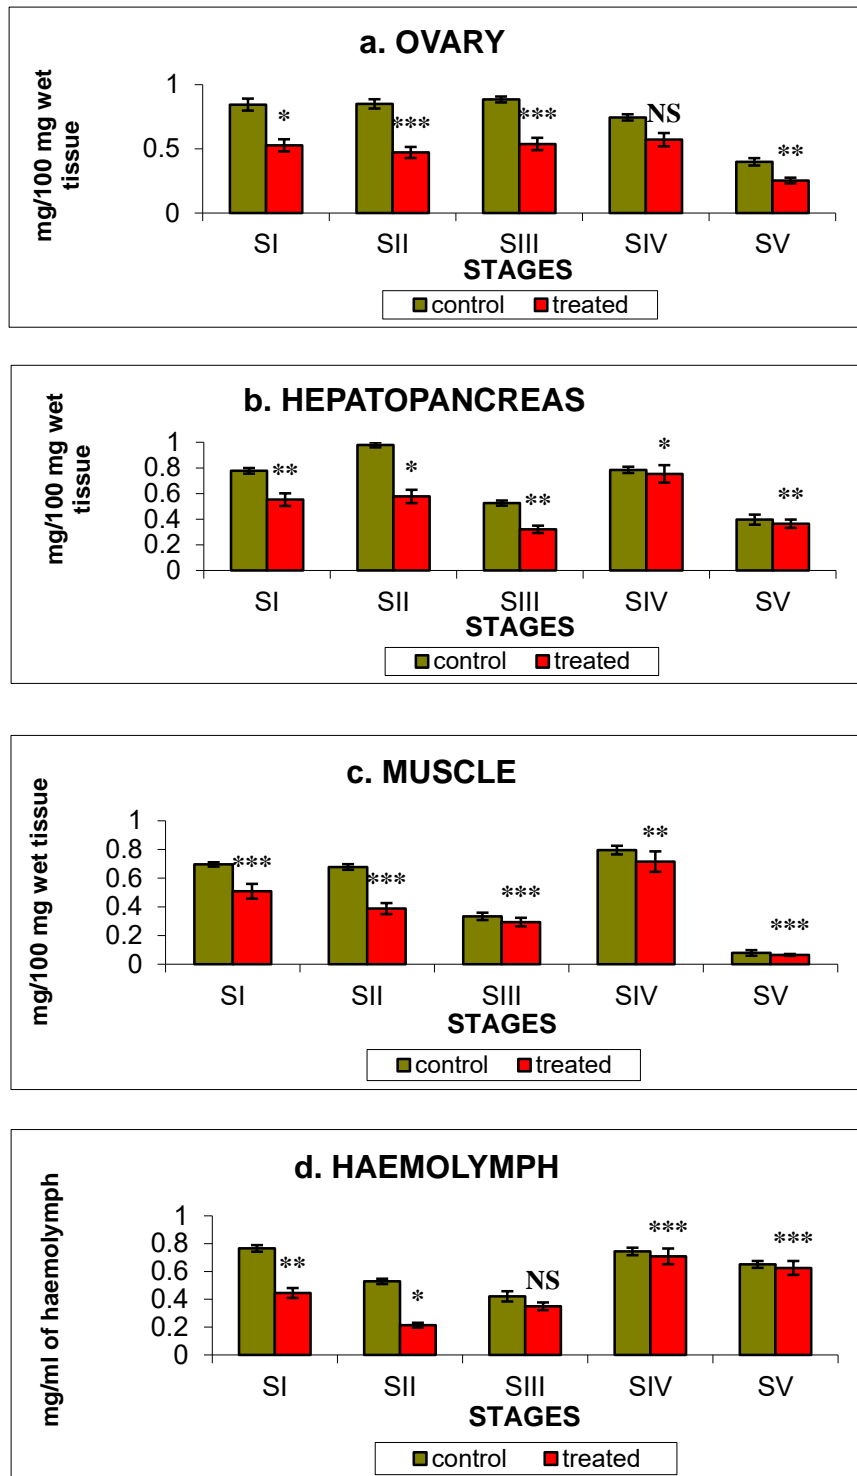 a. OVARY
mg/100 mg wet
tissue
1
0.5
0
*
***
***
NS
**
SI SII SIII SIV SV
STAGES
control treated
b. HEPATOPANCREAS
mg/100 mg wet
tissue
1
0.8
0.6
0.4
0.2
0
**
*
**
*
**
SI SII SIII SIV SV
STAGES
control treated
c. MUSCLE
mg/100 mg wet tissue
1
0.8
0.6
0.4
0.2
0
***
***
***
**
***
SI SII SIII SIV SV
STAGES
control treated
d. HAEMOLYMPH
mg/ml of haemolymph
1
0.8
0.6
0.4
0.2
0
**
*
NS
***
***
SI SII SIII SIV SV
STAGES
control treated